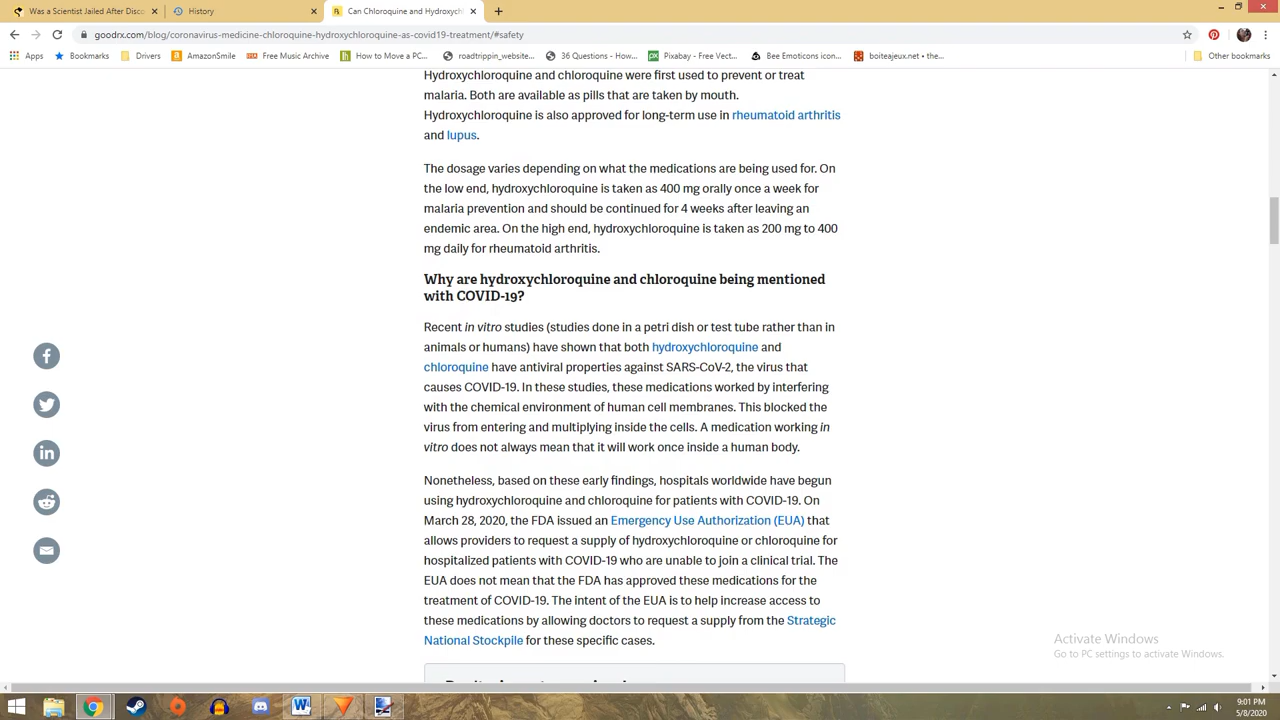 Was a Scientist Jailed After Disco
History
Can Chloroquine and Hydroxych
goodrx.com/blog/coronavirus-medicine-chloroquine-hydroxychloroquine-as-covid19-treatment/#safety
Apps Bookmarks Drivers AmazonSmile Free Music Archive How to Move a PC... roadtrippin_website... 36 Questions - How... Pixabay - Free Vect... Bee Emoticons icon... boiteajeux.net • the... Other bookmarks
Hydroxychloroquine and chloroquine were first used to prevent or treat
malaria. Both are available as pills that are taken by mouth.
Hydroxychloroquine is also approved for long-term use in rheumatoid arthritis
and lupus.
The dosage varies depending on what the medications are being used for. On
the low end, hydroxychloroquine is taken as 400 mg orally once a week for
malaria prevention and should be continued for 4 weeks after leaving an
endemic area. On the high end, hydroxychloroquine is taken as 200 mg to 400
mg daily for rheumatoid arthritis.
Why are hydroxychloroquine and chloroquine being mentioned
with COVID-19?
Recent in vitro studies (studies done in a petri dish or test tube rather than in
animals or humans) have shown that both hydroxychloroquine and
chloroquine have antiviral properties against SARS-CoV-2, the virus that
causes COVID-19. In these studies, these medications worked by interfering
with the chemical environment of human cell membranes. This blocked the
virus from entering and multiplying inside the cells. A medication working in
vitro does not always mean that it will work once inside a human body.
Nonetheless, based on these early findings, hospitals worldwide have begun
using hydroxychloroquine and chloroquine for patients with COVID-19. On
March 28, 2020, the FDA issued an Emergency Use Authorization (EUA) that
allows providers to request a supply of hydroxychloroquine or chloroquine for
hospitalized patients with COVID-19 who are unable to join a clinical trial. The
EUA does not mean that the FDA has approved these medications for the
treatment of COVID-19. The intent of the EUA is to help increase access to
these medications by allowing doctors to request a supply from the Strategic
National Stockpile for these specific cases.
Activate Windows
Go to PC settings to activate Windows.
9:01 PM
5/8/2020